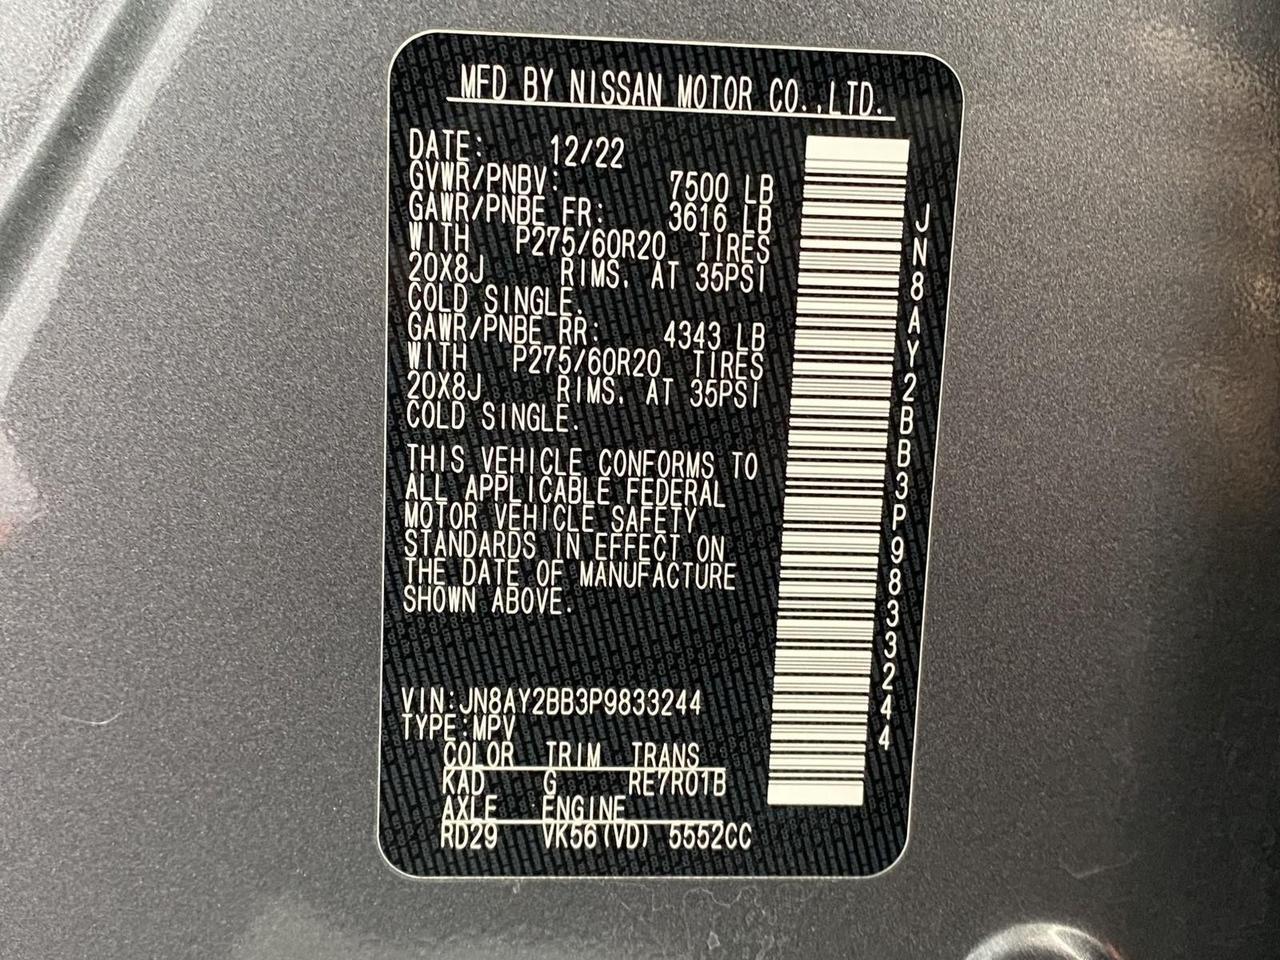 MFD BY NISSAN MOTOR CO.,LTD.
DATE: 12/22
GVWR/PNBV: 7500 LB
GAWR/PNBE FR: 3616 LB
WITH P275/60R20 TIRES
20X8J RIMS. AT 35PSI
COLD SINGLE.
GAWR/PNBE RR: 4343 LB
WITH P275/60R20 TIRES
20X8J RIMS. AT 35PSI
COLD SINGLE.
THIS VEHICLE CONFORMS TO
ALL APPLICABLE FEDERAL
MOTOR VEHICLE SAFETY
STANDARDS IN EFFECT ON
THE DATE OF MANUFACTURE
SHOWN ABOVE.
VIN:JN8AY2BB3P9833244
TYPE:MPV
COLOR TRIM TRANS
KAD G RE7R01B
AXLE ENGINE
RD29 VK56(VD) 5552CC
JN8AY2BB3P9833244